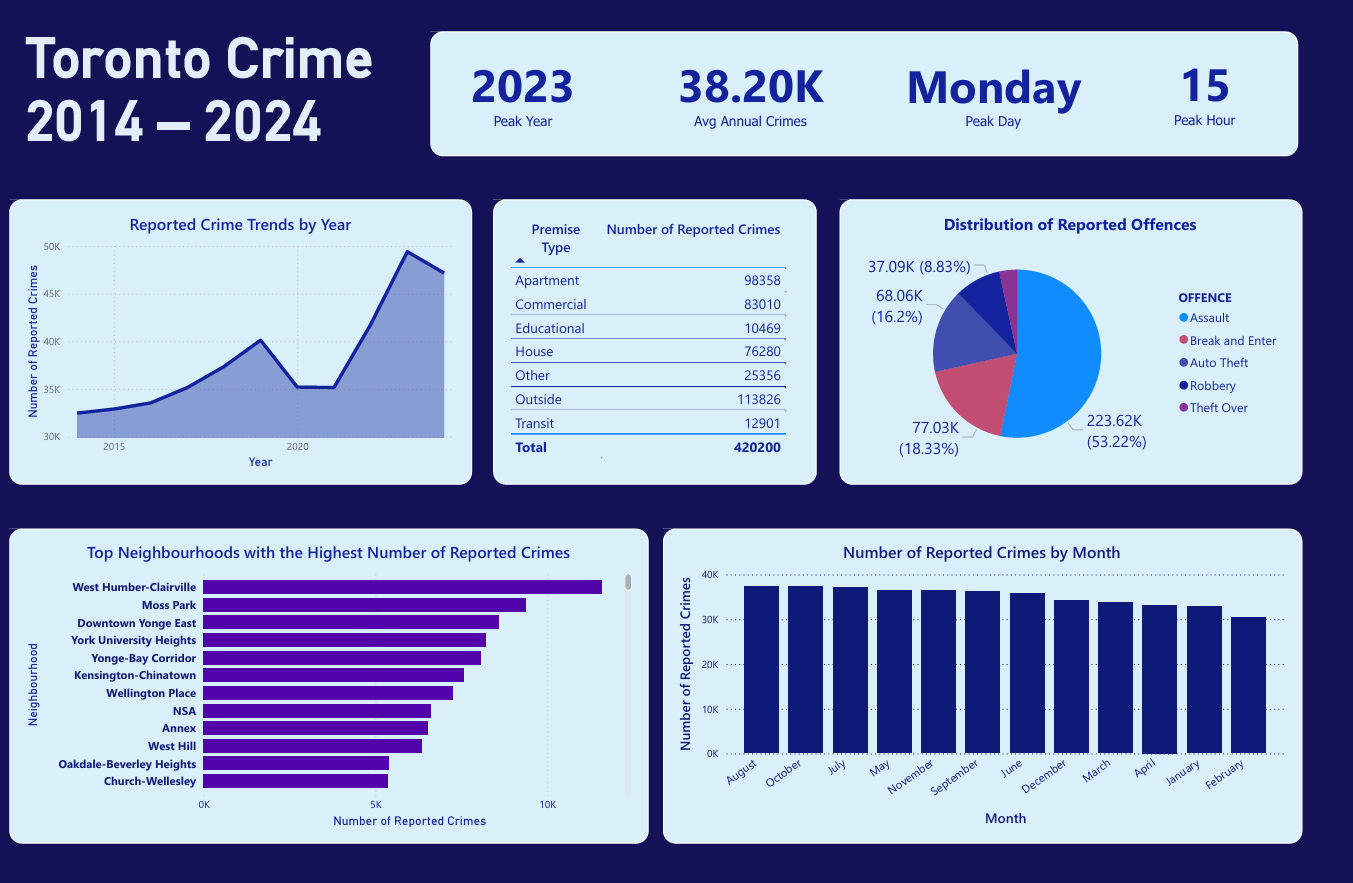 Toronto Crime
2014 – 2024
2023
Peak Year
38.20K
Avg Annual Crimes
Monday
Peak Day
15
Peak Hour
Reported Crime Trends by Year
Number of Reported Crimes
50K
45K
40K
35K
30K
2015
2020
Year
Premise Number of Reported Crimes
Type
Apartment 98358
Commercial 83010
Educational 10469
House 76280
Other 25356
Outside 113826
Transit 12901
Total 420200
Distribution of Reported Offences
37.09K (8.83%)
68.06K
(16.2%)
77.03K
(18.33%)
223.62K
(53.22%)
OFFENCE
Assault
Break and Enter
Auto Theft
Robbery
Theft Over
Top Neighbourhoods with the Highest Number of Reported Crimes
Neighbourhood
West Humber-Clairville
Moss Park
Downtown Yonge East
York University Heights
Yonge-Bay Corridor
Kensington-Chinatown
Wellington Place
NSA
Annex
West Hill
Oakdale-Beverley Heights
Church-Wellesley
0K
5K
10K
Number of Reported Crimes
Number of Reported Crimes by Month
Number of Reported Crimes
40K
30K
20K
10K
0K
August
October
July
May
November
September
June
December
March
April
January
February
Month